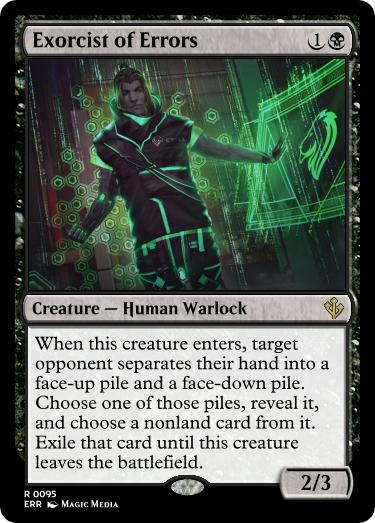 Exorcist of Errors 1
Creature — Human Warlock
When this creature enters, target
opponent separates their hand into a
face-up pile and a face-down pile.
Choose one of those piles, reveal it,
and choose a nonland card from it.
Exile that card until this creature
leaves the battlefield.
2/3
R 0095
ERR Magic Media